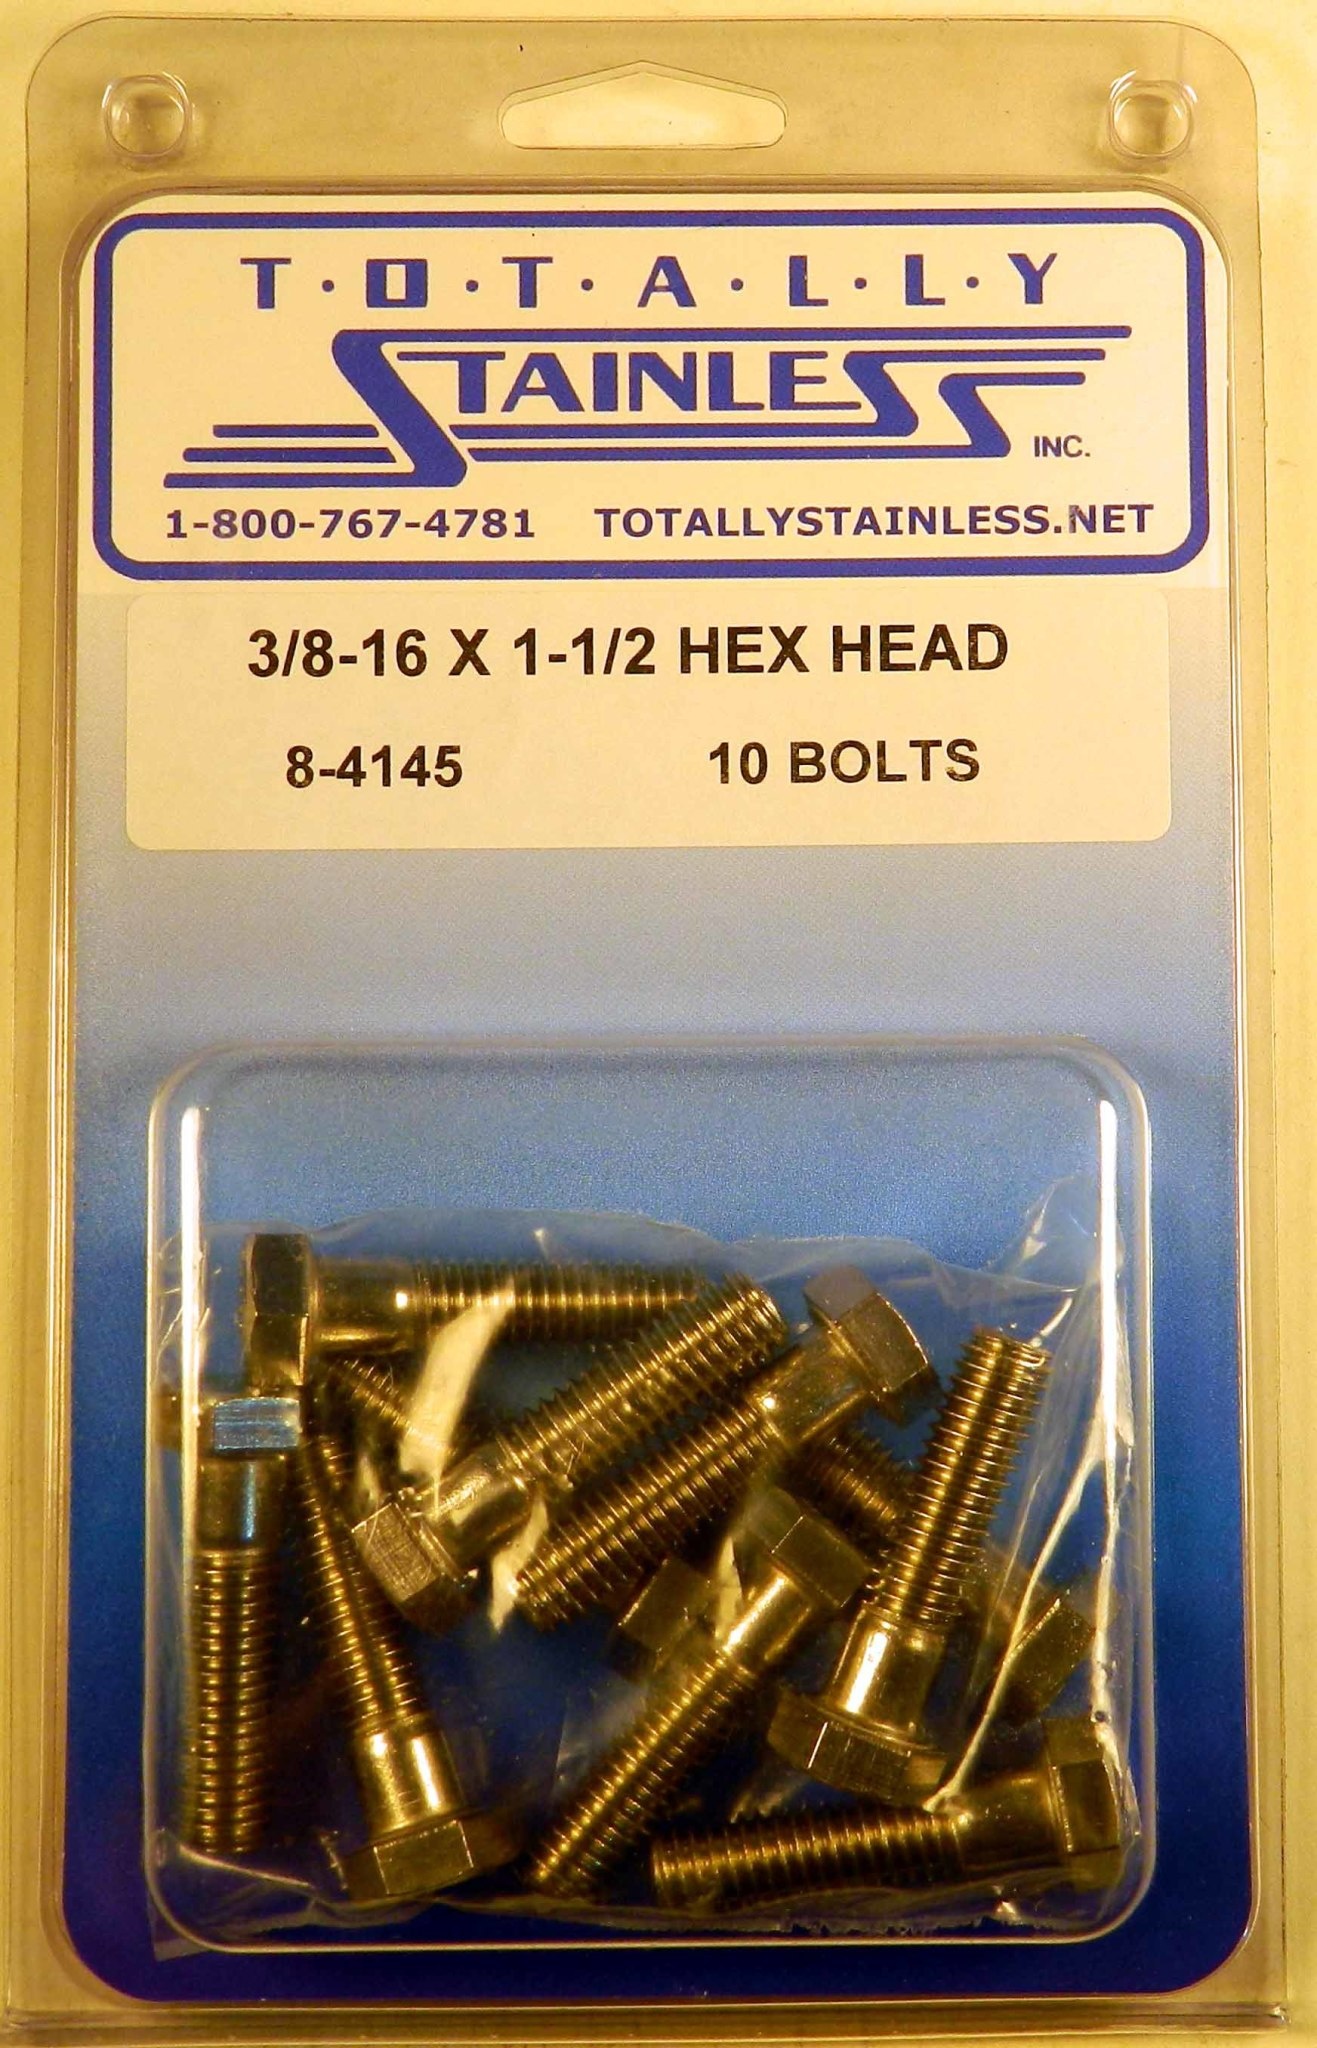 T·O·T·A·L·L·Y
STAINLESS INC.
1-800-767-4781 TOTALLYSTAINLESS.NET
3/8-16 X 1-1/2 HEX HEAD
8-4145 10 BOLTS